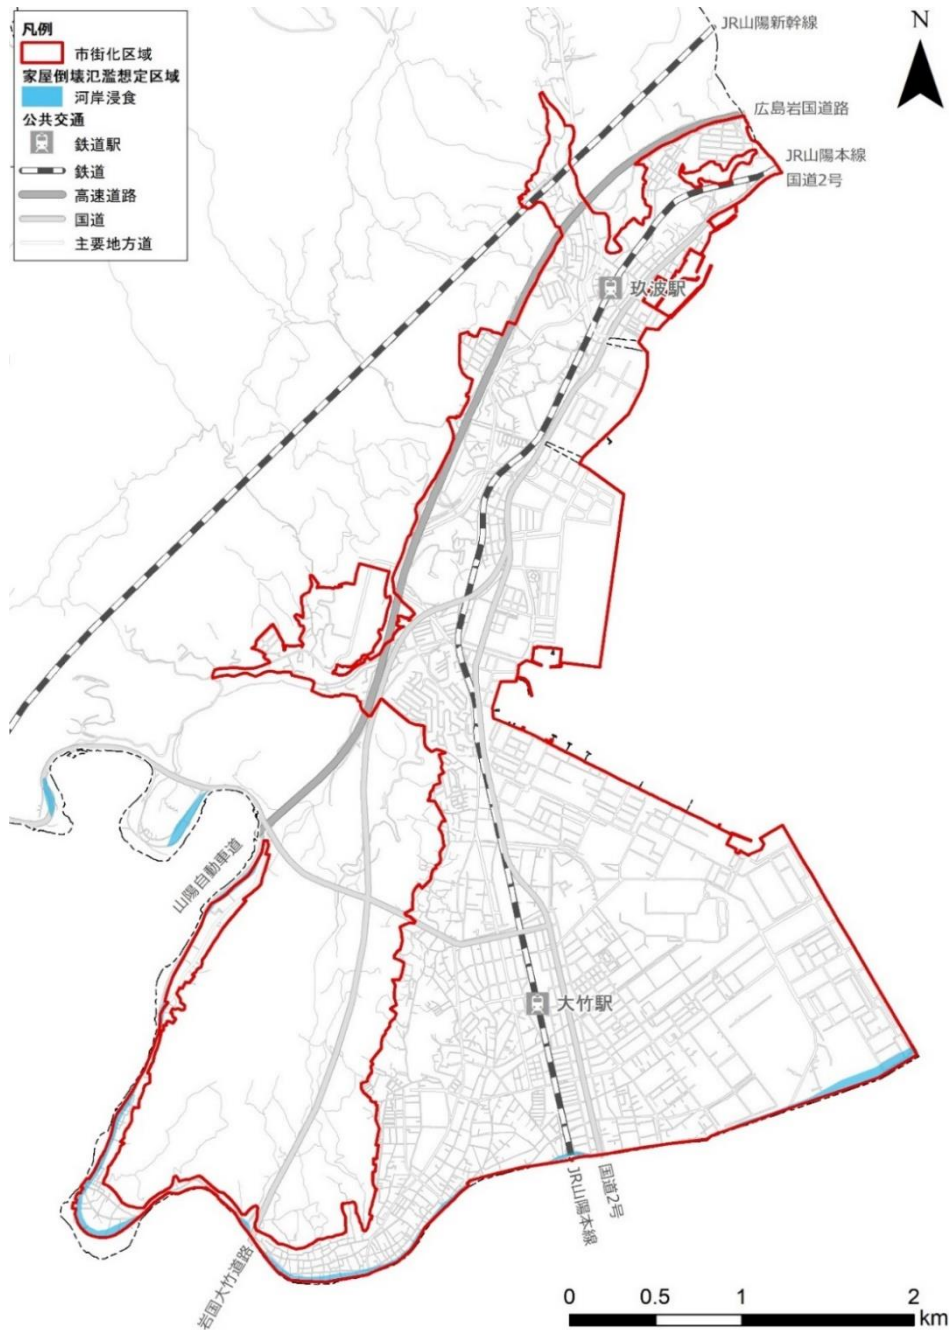 凡例
市街化区域
家屋倒壊氾濫想定区域
河岸浸食
公共交通
鉄道駅
鉄道
高速道路
国道
主要地方道
JR山陽新幹線
N
広島岩国道路
JR山陽本線
国道2号
玖波駅
山陽自動車道
大竹駅
国道2号
JR山陽本線
岩国大竹道路
0 0.5 1 2
km